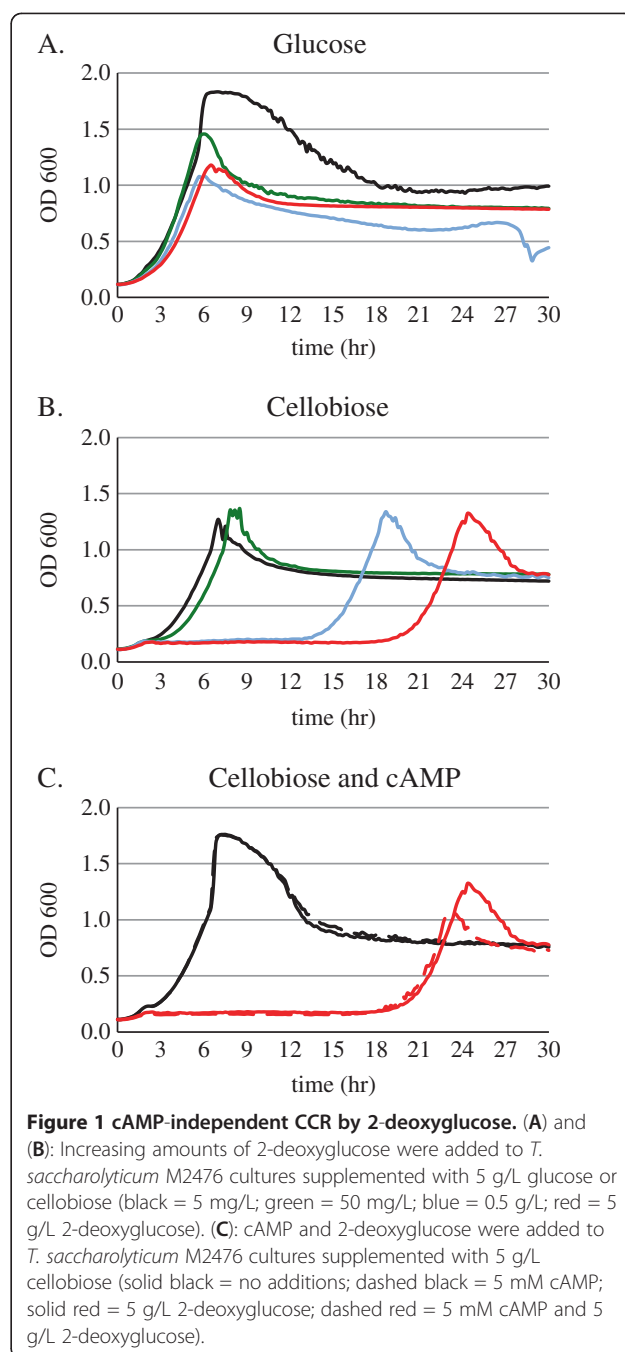 A. Glucose
2.0
1.5
1.0
0.5
0.0
OD 600
0 3 6 9 12 15 18 21 24 27 30
time (hr)
B. Cellobiose
2.0
1.5
1.0
0.5
0.0
OD 600
0 3 6 9 12 15 18 21 24 27 30
time (hr)
C. Cellobiose and cAMP
2.0
1.5
1.0
0.5
0.0
OD 600
0 3 6 9 12 15 18 21 24 27 30
time (hr)
Figure 1 cAMP-independent CCR by 2-deoxyglucose. (A) and
(B): Increasing amounts of 2-deoxyglucose were added to T.
saccharolyticum M2476 cultures supplemented with 5 g/L glucose or
cellobiose (black = 5 mg/L; green = 50 mg/L; blue = 0.5 g/L; red = 5
g/L 2-deoxyglucose). (C): cAMP and 2-deoxyglucose were added to
T. saccharolyticum M2476 cultures supplemented with 5 g/L
cellobiose (solid black = no additions; dashed black = 5 mM cAMP;
solid red = 5 g/L 2-deoxyglucose; dashed red = 5 mM cAMP and 5
g/L 2-deoxyglucose).